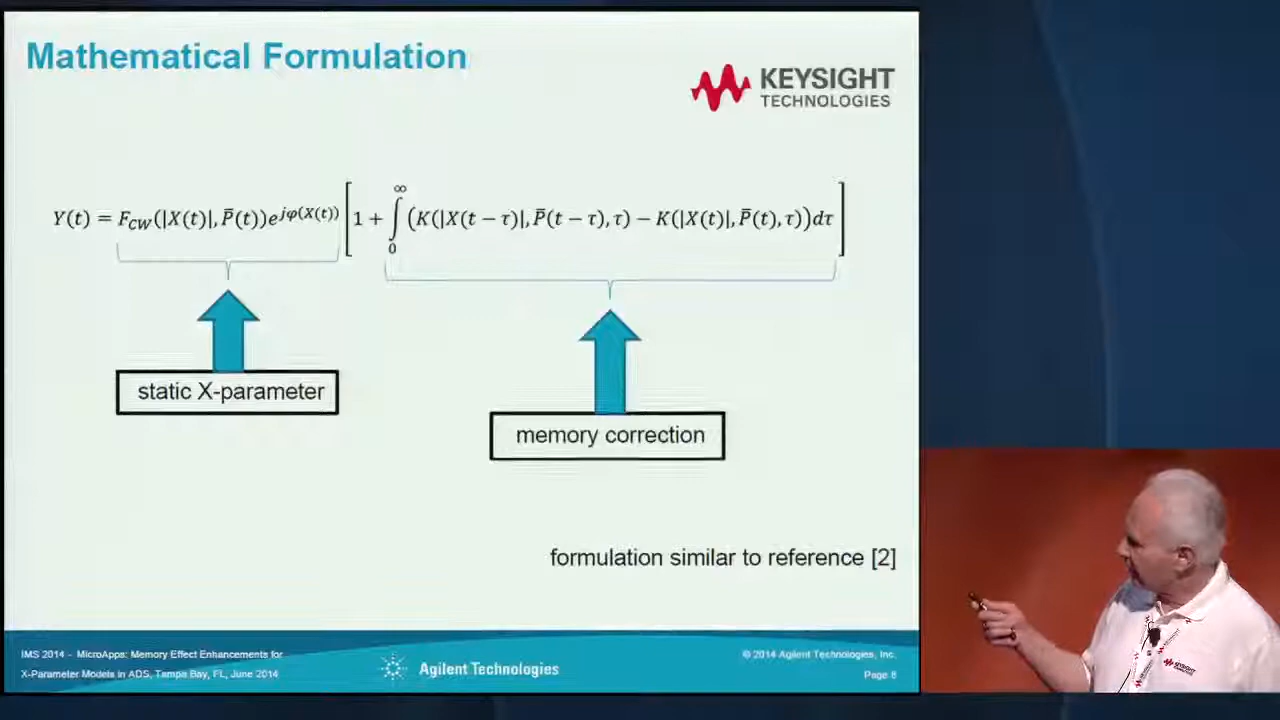 Mathematical Formulation
KEYSIGHT
TECHNOLOGIES
Y(t) = F_CW(|X(t)|, P̄(t))e^{jφ(X(t))} [1 + ∫₀^∞ (K(|X(t − τ)|, P̄(t − τ), τ) − K(|X(t)|, P̄(t), τ))dτ]
static X-parameter
memory correction
formulation similar to reference [2]
IMS 2014 - MicroApps: Memory Effect Enhancements for
X-Parameter Models in ADS, Tampa Bay, FL, June 2014
Agilent Technologies
© 2014 Agilent Technologies, Inc.
Page 8
KEYSIGHT